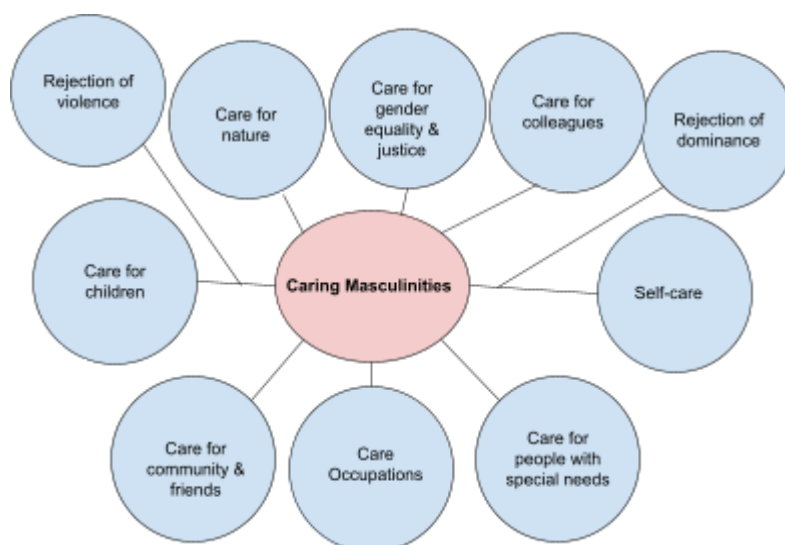 Rejection of
violence
Care for
nature
Care for
gender
equality &
justice
Care for
colleagues
Rejection of
dominance
Care for
children
Caring Masculinities
Self-care
Care for
community &
friends
Care
Occupations
Care for
people with
special needs